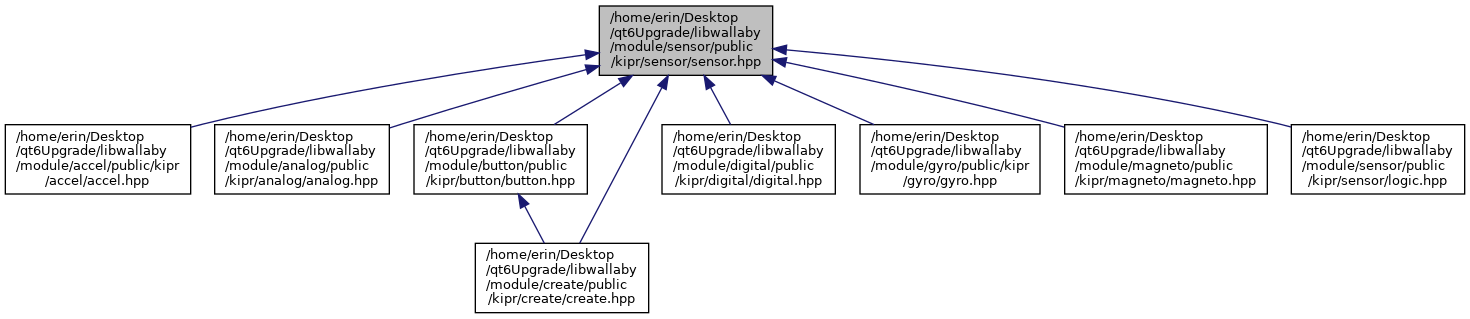 /home/erin/Desktop
/qt6Upgrade/libwallaby
/module/sensor/public
/kipr/sensor/sensor.hpp
/home/erin/Desktop
/qt6Upgrade/libwallaby
/module/accel/public/kipr
/accel/accel.hpp
/home/erin/Desktop
/qt6Upgrade/libwallaby
/module/analog/public
/kipr/analog/analog.hpp
/home/erin/Desktop
/qt6Upgrade/libwallaby
/module/button/public
/kipr/button/button.hpp
/home/erin/Desktop
/qt6Upgrade/libwallaby
/module/digital/public
/kipr/digital/digital.hpp
/home/erin/Desktop
/qt6Upgrade/libwallaby
/module/gyro/public/kipr
/gyro/gyro.hpp
/home/erin/Desktop
/qt6Upgrade/libwallaby
/module/magneto/public
/kipr/magneto/magneto.hpp
/home/erin/Desktop
/qt6Upgrade/libwallaby
/module/sensor/public
/kipr/sensor/logic.hpp
/home/erin/Desktop
/qt6Upgrade/libwallaby
/module/create/public
/kipr/create/create.hpp